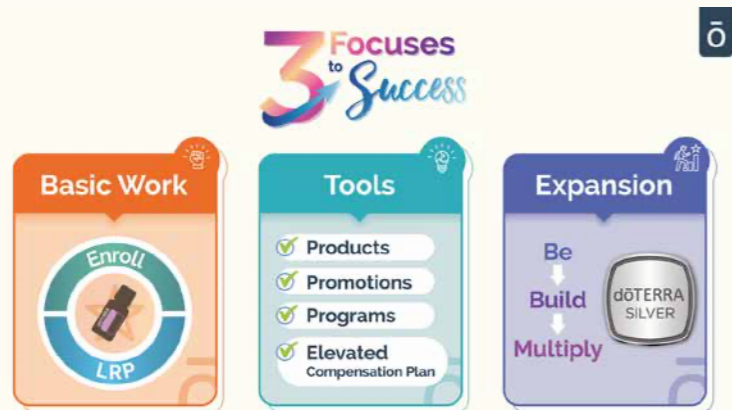 3 Focuses
to Success
ō
Basic Work
Enroll
LRP
Tools
Products
Promotions
Programs
Elevated
Compensation Plan
Expansion
Be
Build
Multiply
dōTERRA
SILVER